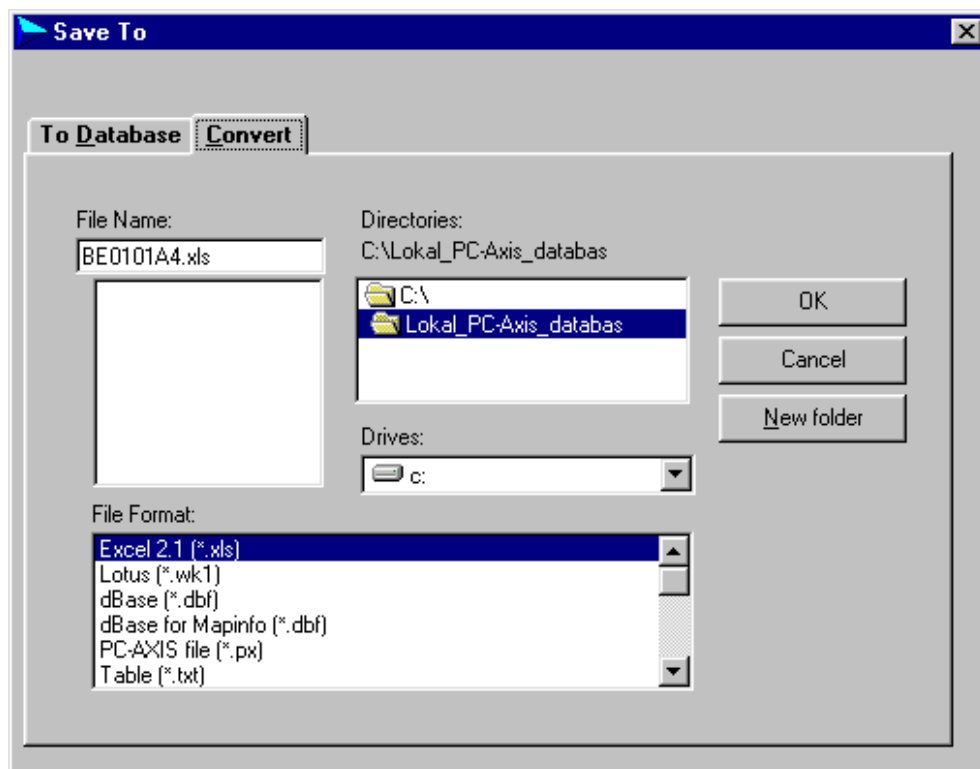 Save To
To Database
Convert
File Name:
BE0101A4.xls
Directories:
C:\Lokal_PC-Axis_databas
C:\
Lokal_PC-Axis_databas
OK
Cancel
New folder
Drives:
c:
File Format:
Excel 2.1 (*.xls)
Lotus (*.wk1)
dBase (*.dbf)
dBase for Mapinfo (*.dbf)
PC-AXIS file (*.px)
Table (*.txt)